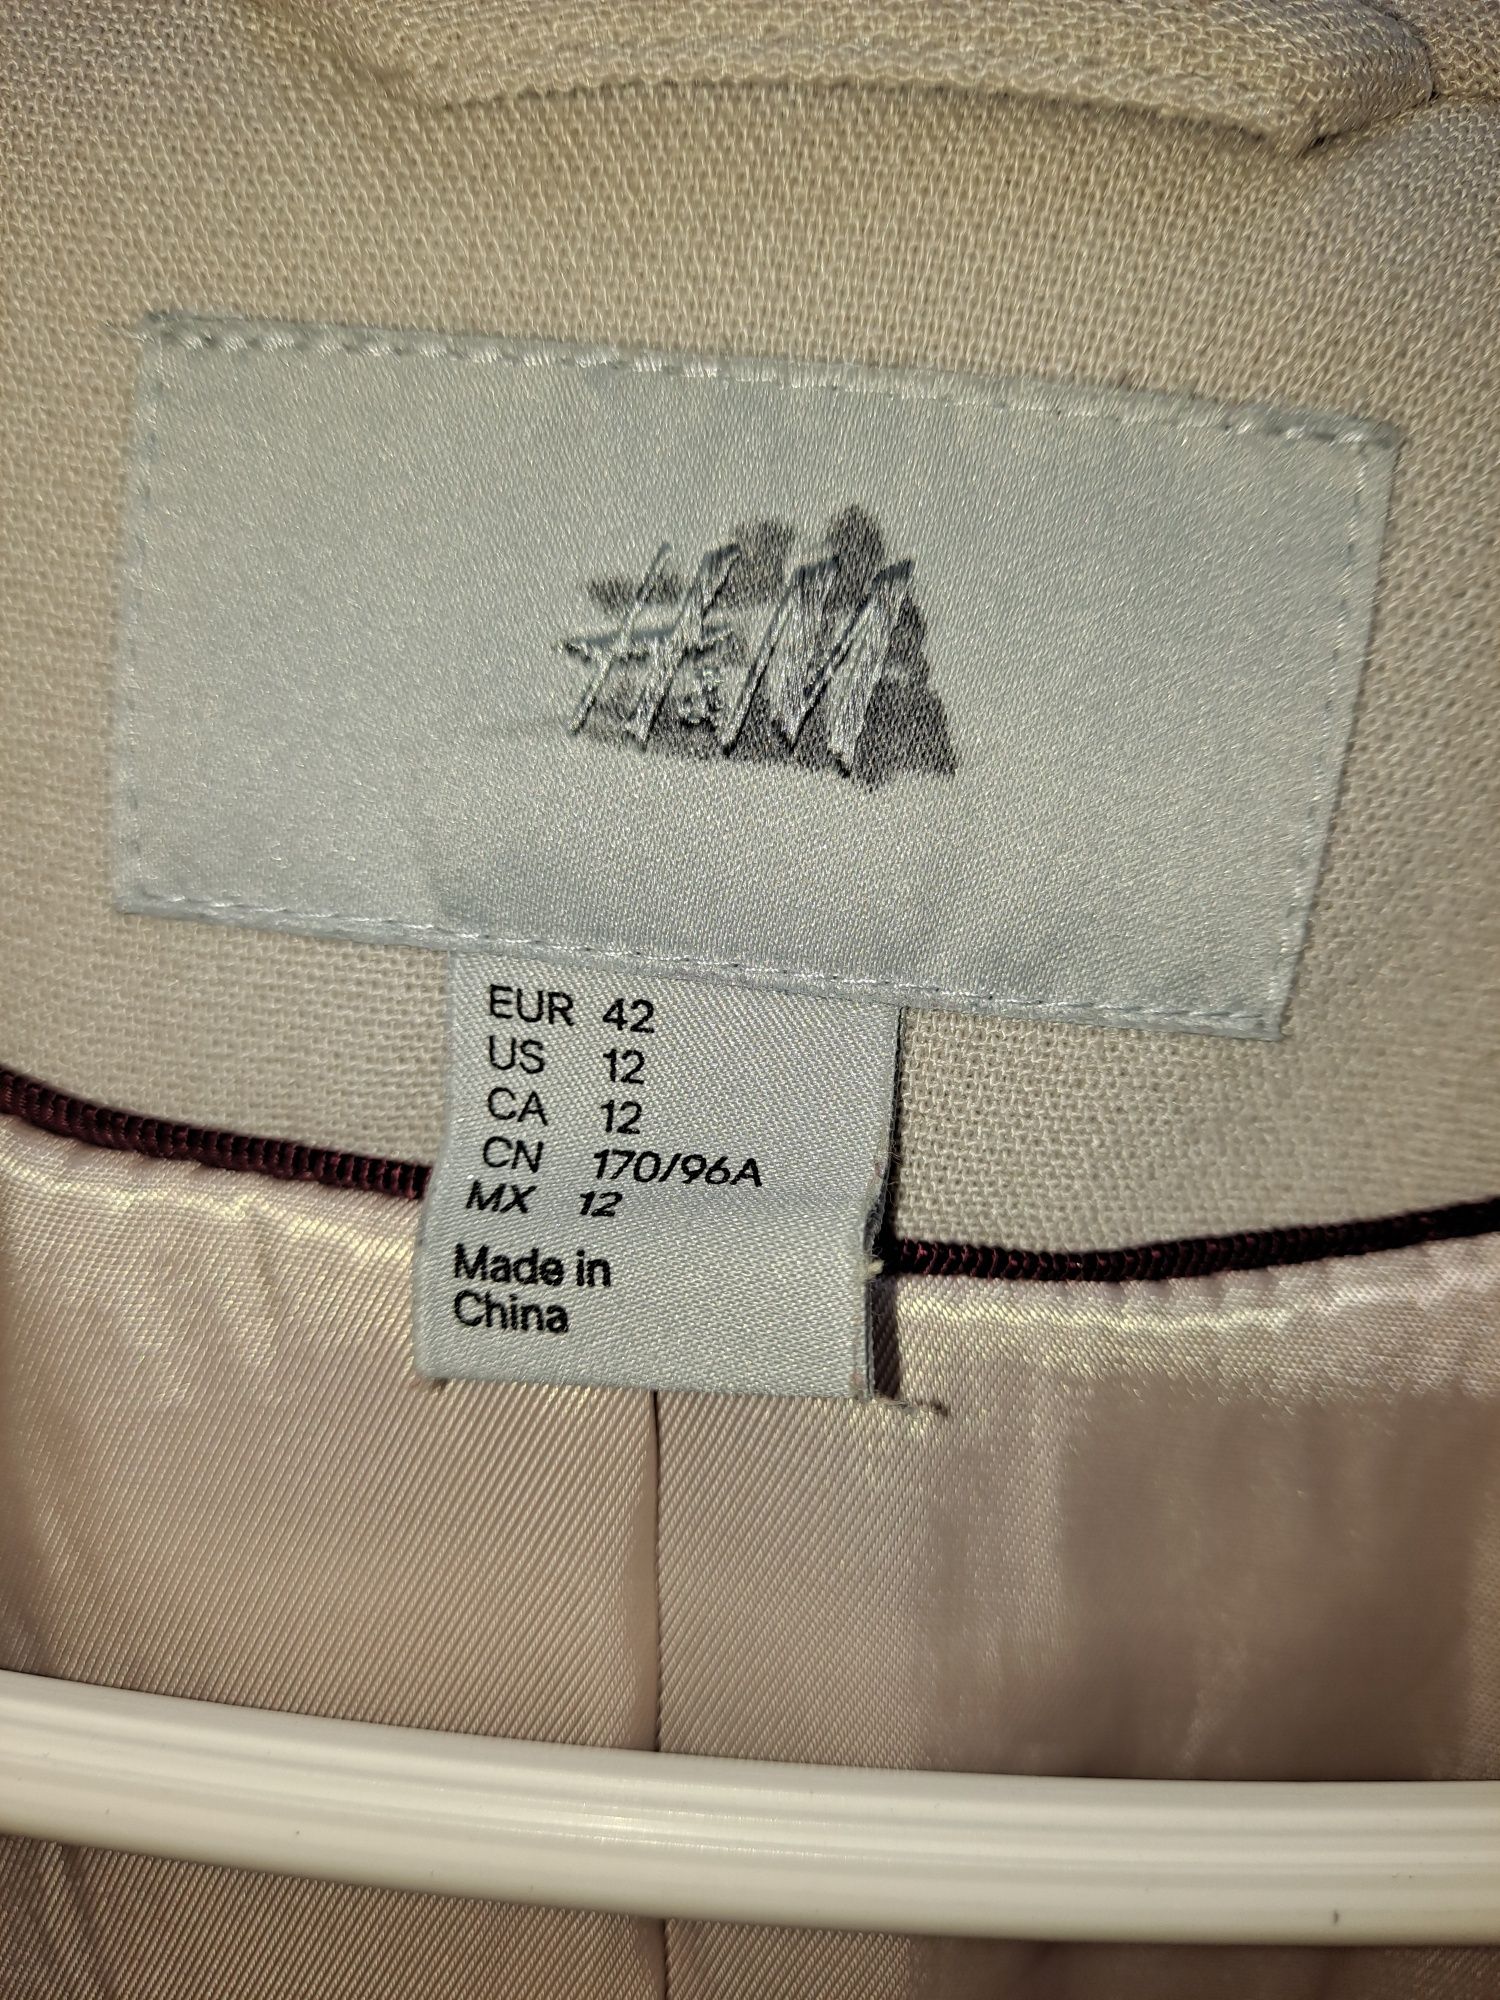 H&M
EUR 42
US 12
CA 12
CN 170/96A
MX 12
Made in
China